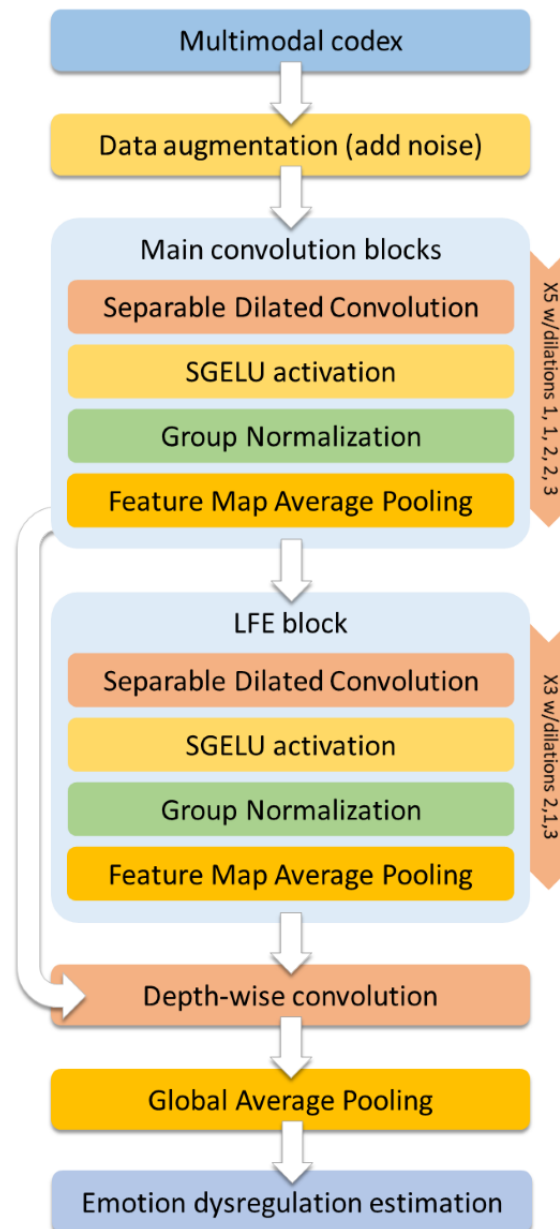 Multimodal codex
Data augmentation (add noise)
Main convolution blocks
Separable Dilated Convolution
SGELU activation
Group Normalization
Feature Map Average Pooling
X5 w/dilations 1, 1, 2, 2, 3
LFE block
Separable Dilated Convolution
SGELU activation
Group Normalization
Feature Map Average Pooling
X3 w/dilations 2,1,3
Depth-wise convolution
Global Average Pooling
Emotion dysregulation estimation